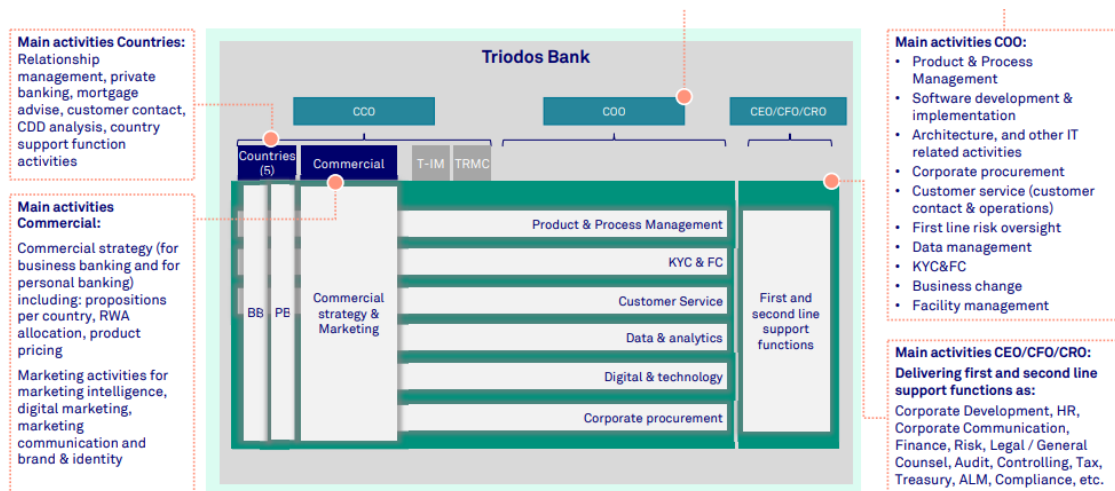 Main activities Countries:
Relationship
management, private
banking, mortgage
advise, customer contact,
CDD analysis, country
support function
activities
Main activities
Commercial:
Commercial strategy (for
business banking and for
personal banking)
including: propositions
per country, RWA
allocation, product
pricing
Marketing activities for
marketing intelligence,
digital marketing,
marketing
communication and
brand & identity
Triodos Bank
CCO
COO
CEO/CFO/CRO
Countries
(5)
Commercial
T-IM
TRMC
BB
PB
Commercial
strategy &
Marketing
Product & Process Management
KYC & FC
Customer Service
Data & analytics
Digital & technology
Corporate procurement
First and
second line
support
functions
Main activities COO:
• Product & Process
Management
• Software development &
implementation
• Architecture, and other IT
related activities
• Corporate procurement
• Customer service (customer
contact & operations)
• First line risk oversight
• Data management
• KYC&FC
• Business change
• Facility management
Main activities CEO/CFO/CRO:
Delivering first and second line
support functions as:
Corporate Development, HR,
Corporate Communication,
Finance, Risk, Legal / General
Counsel, Audit, Controlling, Tax,
Treasury, ALM, Compliance, etc.